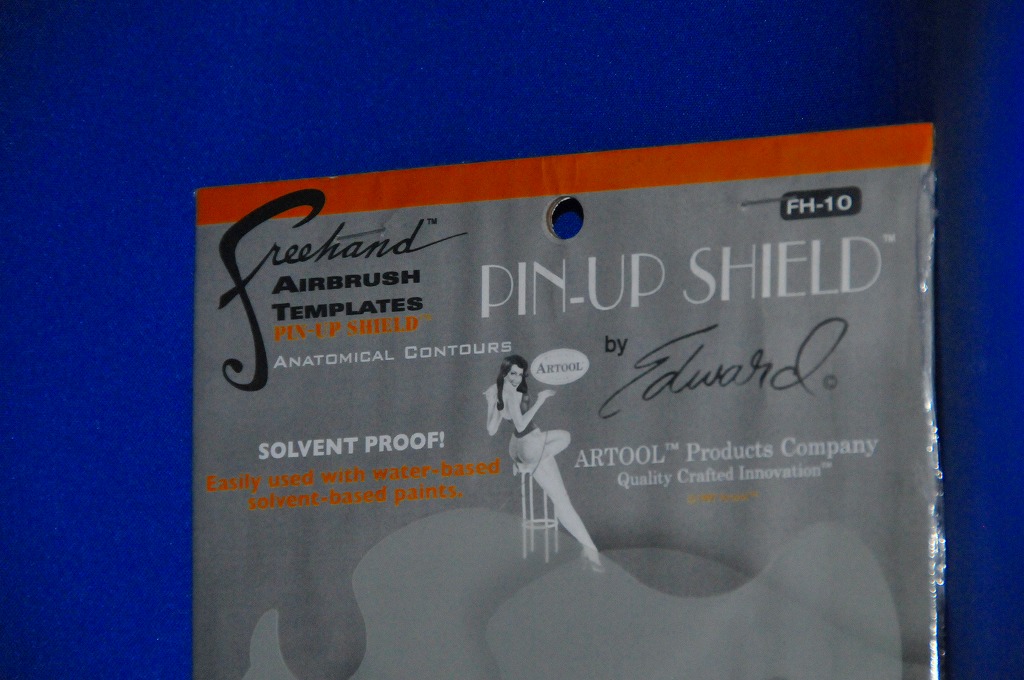 FH-10
Freehand™
AIRBRUSH
TEMPLATES
PIN-UP SHIELD™
ANATOMICAL CONTOURS
PIN-UP SHIELD™
by Edward ©
ARTOOL
SOLVENT PROOF!
Easily used with water-based
solvent-based paints.
ARTOOL™ Products Company
Quality Crafted Innovation™